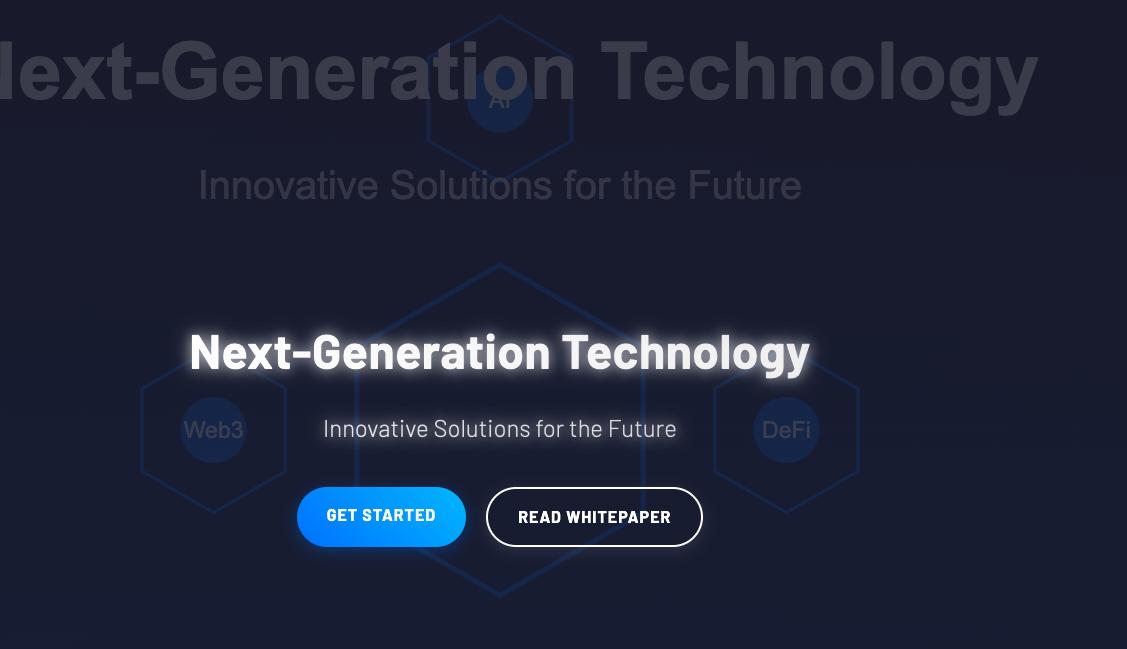 Next-Generation Technology
AI
Innovative Solutions for the Future
Next-Generation Technology
Web3
DeFi
Innovative Solutions for the Future
GET STARTED
READ WHITEPAPER